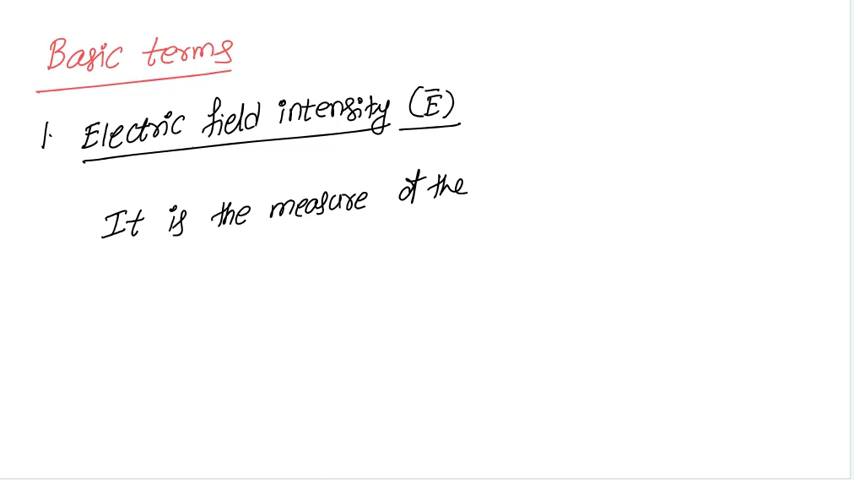 Basic terms
1. Electric field intensity (Ē)
It is the measure of the